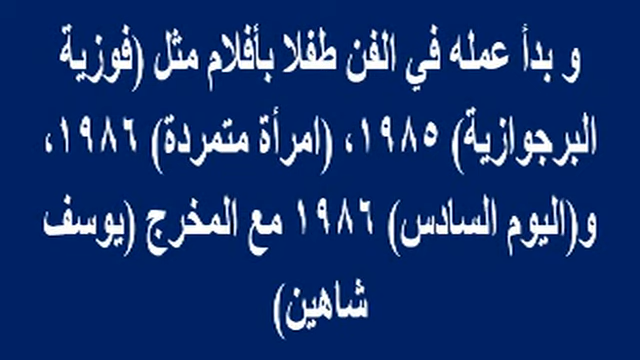 و بدأ عمله في الفن طفلا بأفلام مثل (فوزية
البرجوازية) ١٩٨٥، (امرأة متمردة) ١٩٨٦،
و(اليوم السادس) ١٩٨٦ مع المخرج (يوسف
شاهين)